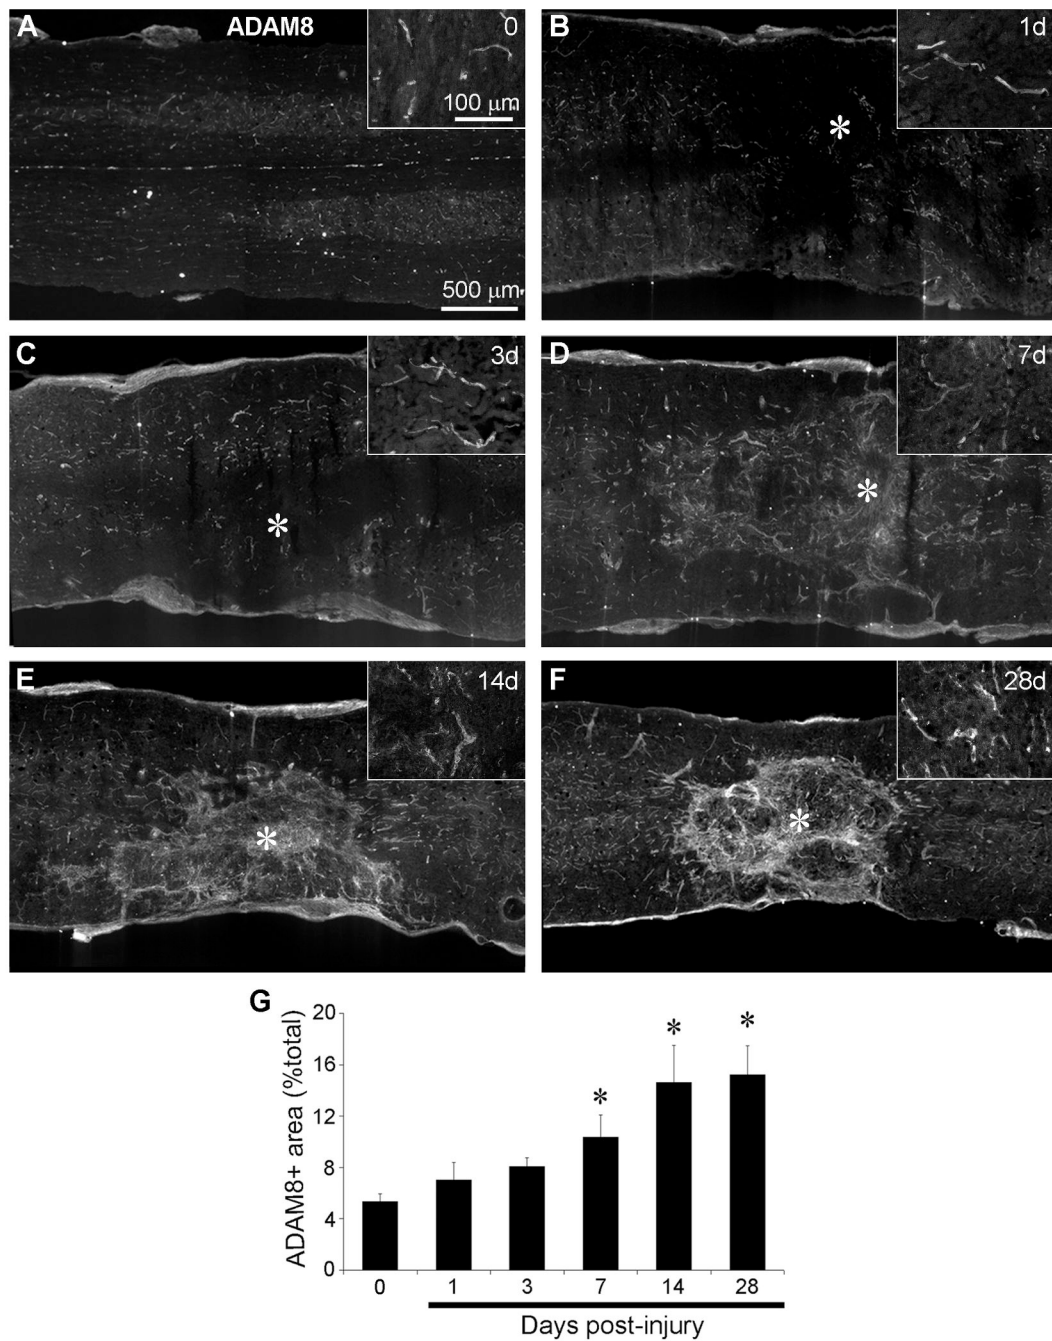 A ADAM8 0
100 μm
500 μm
B 1d
*
C 3d
*
D 7d
*
E 14d
*
F 28d
*
G
ADAM8+ area (%total)
20
16
12
8
4
0
* * *
0 1 3 7 14 28
Days post-injury